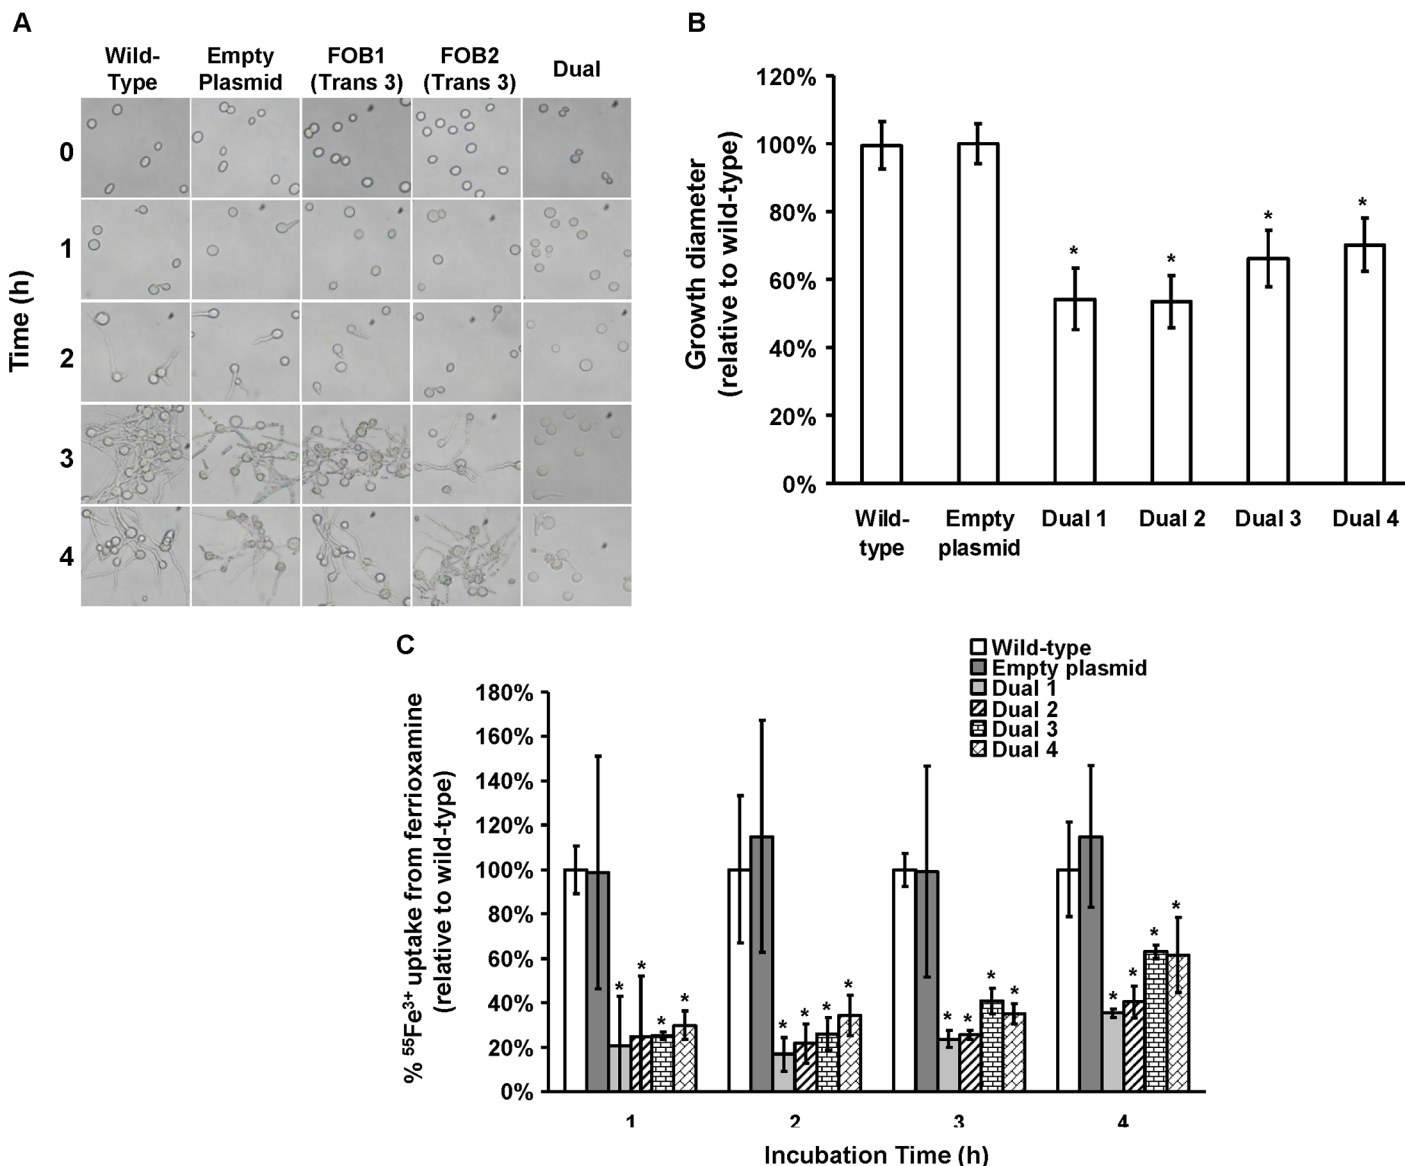 A
Wild-
Type
Empty
Plasmid
FOB1
(Trans 3)
FOB2
(Trans 3)
Dual
Time (h)
0
1
2
3
4
B
Growth diameter
(relative to wild-type)
120%
100%
80%
60%
40%
20%
0%
*
*
*
*
Wild-
type
Empty
plasmid
Dual 1
Dual 2
Dual 3
Dual 4
C
Wild-type
Empty plasmid
Dual 1
Dual 2
Dual 3
Dual 4
% ⁵⁵Fe³⁺ uptake from ferrioxamine
(relative to wild-type)
180%
160%
140%
120%
100%
80%
60%
40%
20%
0%
* * * *
* * * *
* * * *
* * * *
1 2 3 4
Incubation Time (h)